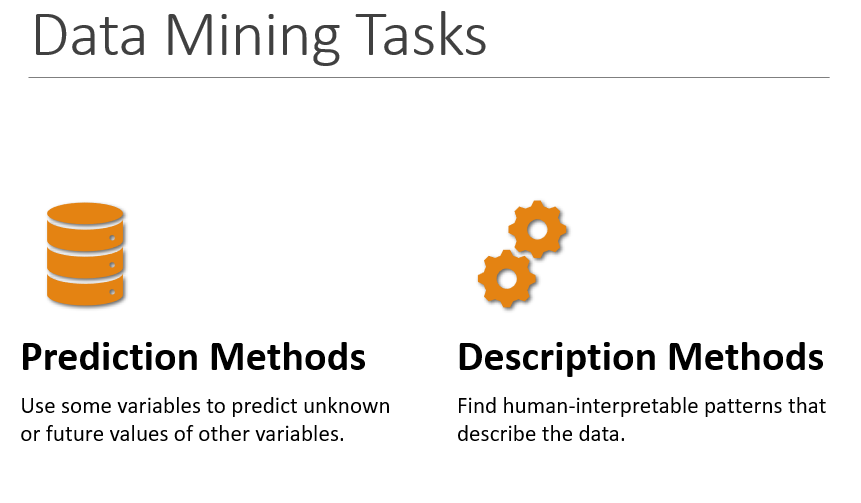 Data Mining Tasks
Prediction Methods
Use some variables to predict unknown
or future values of other variables.
Description Methods
Find human-interpretable patterns that
describe the data.